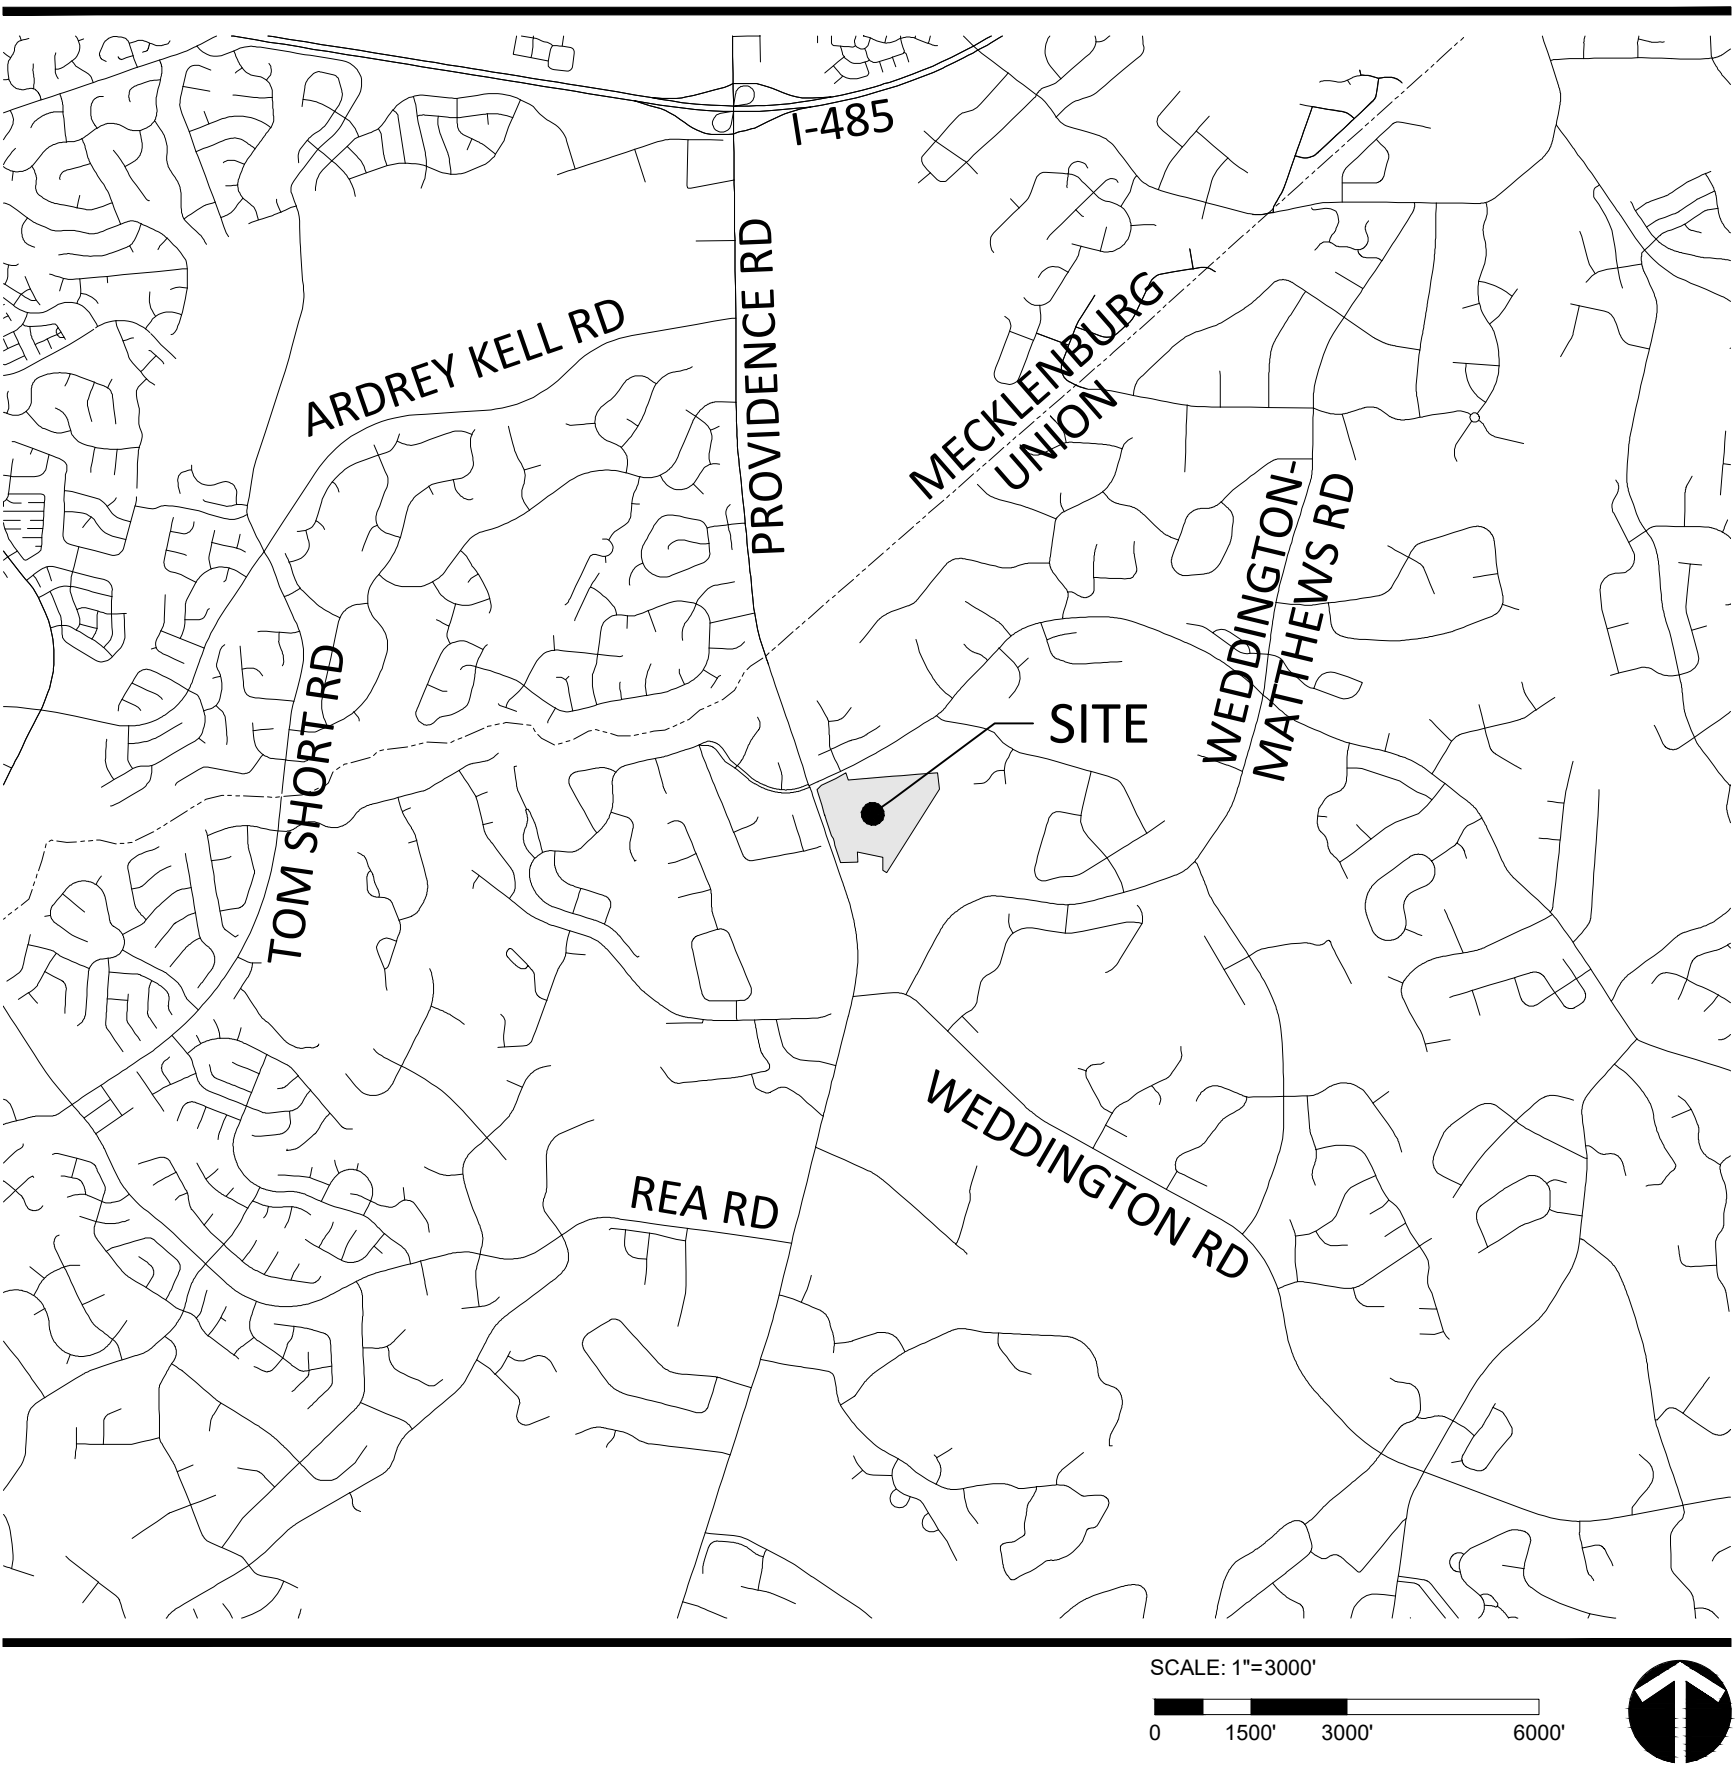 I-485
PROVIDENCE RD
ARDREY KELL RD
MECKLENBURG
UNION
WEDDINGTON-
MATTHEWS RD
TOM SHORT RD
SITE
WEDDINGTON RD
REA RD
SCALE: 1"=3000'
0 1500' 3000' 6000'